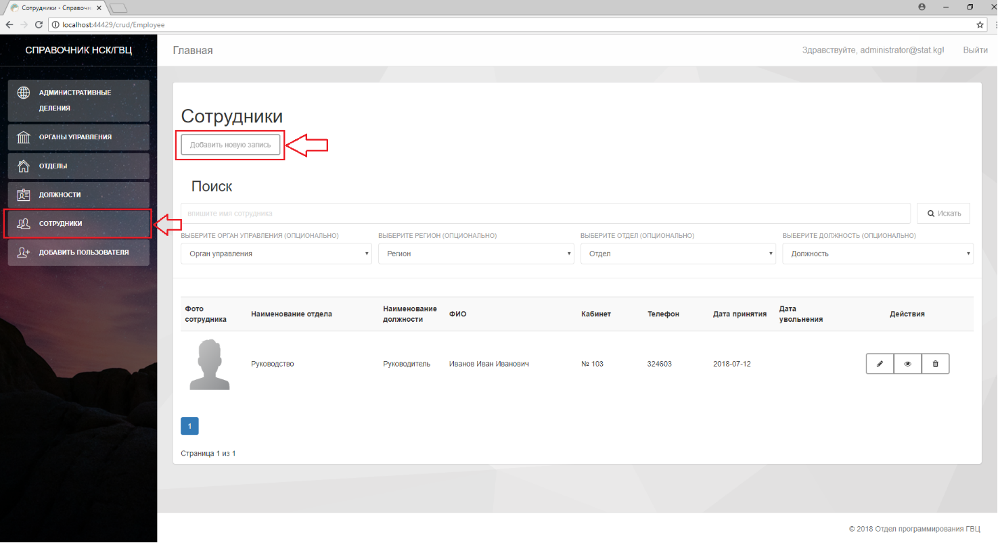 Сотрудники - Справочн
localhost:44429/crud/Employee
СПРАВОЧНИК НСК/ГВЦ
Главная
Здравствуйте, administrator@stat.kg!
Выйти
АДМИНИСТРАТИВНЫЕ
ДЕЛЕНИЯ
ОРГАНЫ УПРАВЛЕНИЯ
ОТДЕЛЫ
ДОЛЖНОСТИ
СОТРУДНИКИ
ДОБАВИТЬ ПОЛЬЗОВАТЕЛЯ
Сотрудники
Добавить новую запись
Поиск
впишите имя сотрудника
Искать
ВЫБЕРИТЕ ОРГАН УПРАВЛЕНИЯ (ОПЦИОНАЛЬНО)
ВЫБЕРИТЕ РЕГИОН (ОПЦИОНАЛЬНО)
ВЫБЕРИТЕ ОТДЕЛ (ОПЦИОНАЛЬНО)
ВЫБЕРИТЕ ДОЛЖНОСТЬ (ОПЦИОНАЛЬНО)
Орган управления
Регион
Отдел
Должность
Фото
сотрудника
Наименование отдела
Наименование
должности
ФИО
Кабинет
Телефон
Дата принятия
Дата
увольнения
Действия
Руководство
Руководитель
Иванов Иван Иванович
№ 103
324603
2018-07-12
1
Страница 1 из 1
© 2018 Отдел программирования ГВЦ